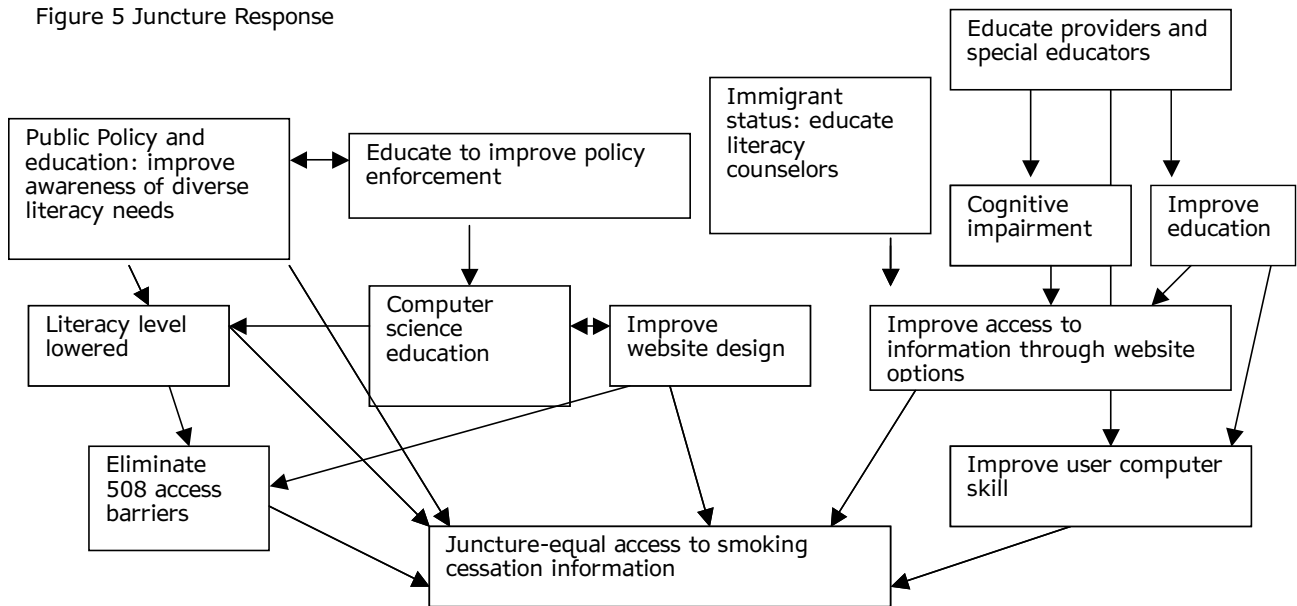 Figure 5 Juncture Response
Educate providers and
special educators
Immigrant
status: educate
literacy
counselors
Public Policy and
education: improve
awareness of diverse
literacy needs
Educate to improve policy
enforcement
Cognitive
impairment
Improve
education
Literacy level
lowered
Computer
science
education
Improve
website design
Improve access to
information through website
options
Eliminate
508 access
barriers
Improve user computer
skill
Juncture-equal access to smoking
cessation information